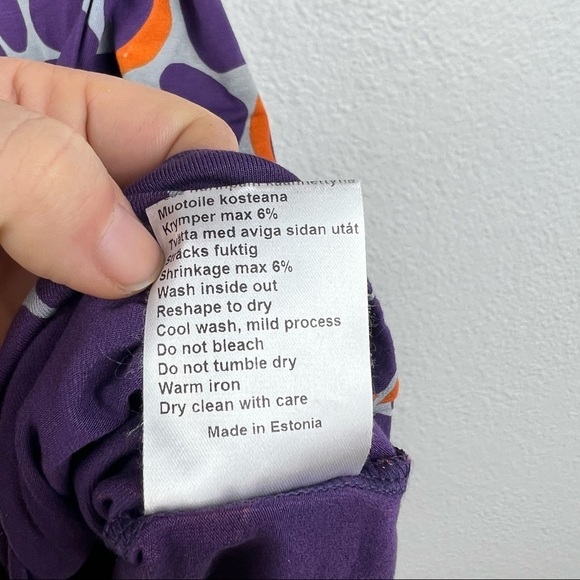 Muotoile kosteana
Krymper max 6%
Tvätta med aviga sidan utåt
sträcks fuktig
Shrinkage max 6%
Wash inside out
Reshape to dry
Cool wash, mild process
Do not bleach
Do not tumble dry
Warm iron
Dry clean with care
Made in Estonia